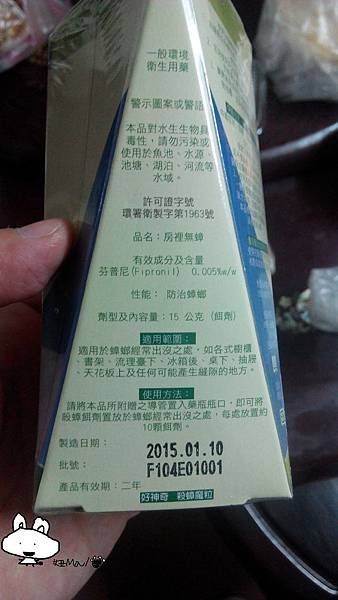 一般環境
衛生用藥
警示圖案或警語
本品對水生生物具
毒性，請勿污染或
使用於魚池、水源、
池塘、湖泊、河流等
水域。
許可證字號
環署衛製字第1963號
品名：房裡無蟑
有效成分及含量
芬普尼(Fipronil) 0.005%w/w
性能： 防治蟑螂
劑型及內容量：15 公克 (餌劑)
適用範圍：
適用於蟑螂經常出沒之處，如各式櫥櫃
、書架、流理臺下、冰箱後、桌下、抽屜
、天花板上及任何可能產生縫隙的地方。
使用方法：
請將本品所附贈之導管置入藥瓶瓶口，即可將
殺蟑餌劑置放於蟑螂經常出沒之處，每處放置約
10顆餌劑。
製造日期： 2015.01.10
批號： F104E01001
產品有效期：二年
好神奇 殺蟑魔粒